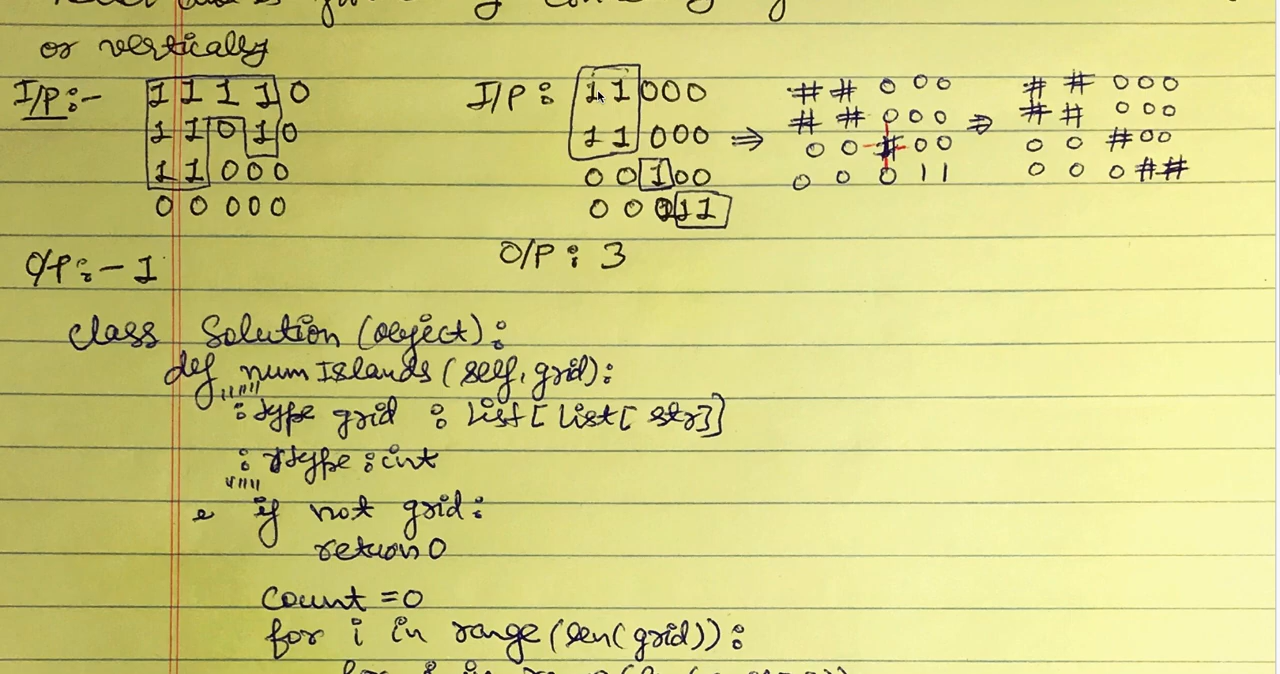 or vertically
I/P:- 1 1 1 1 0
1 1 0 1 0
1 1 0 0 0
0 0 0 0 0
O/P:- 1
I/P: 1 1 0 0 0
1 1 0 0 0
0 0 1 0 0
0 0 0 1 1
O/P: 3
⇒ # # 0 0 0
# # 0 0 0
0 0 # 0 0
0 0 0 1 1
⇒ # # 0 0 0
# # 0 0 0
0 0 # 0 0
0 0 0 # #
class Solution (object):
def numIslands (self, grid):
"""
:type grid : List[List[str]]
:rtype : int
"""
if not grid:
return 0
Count = 0
for i in range (len(grid)):